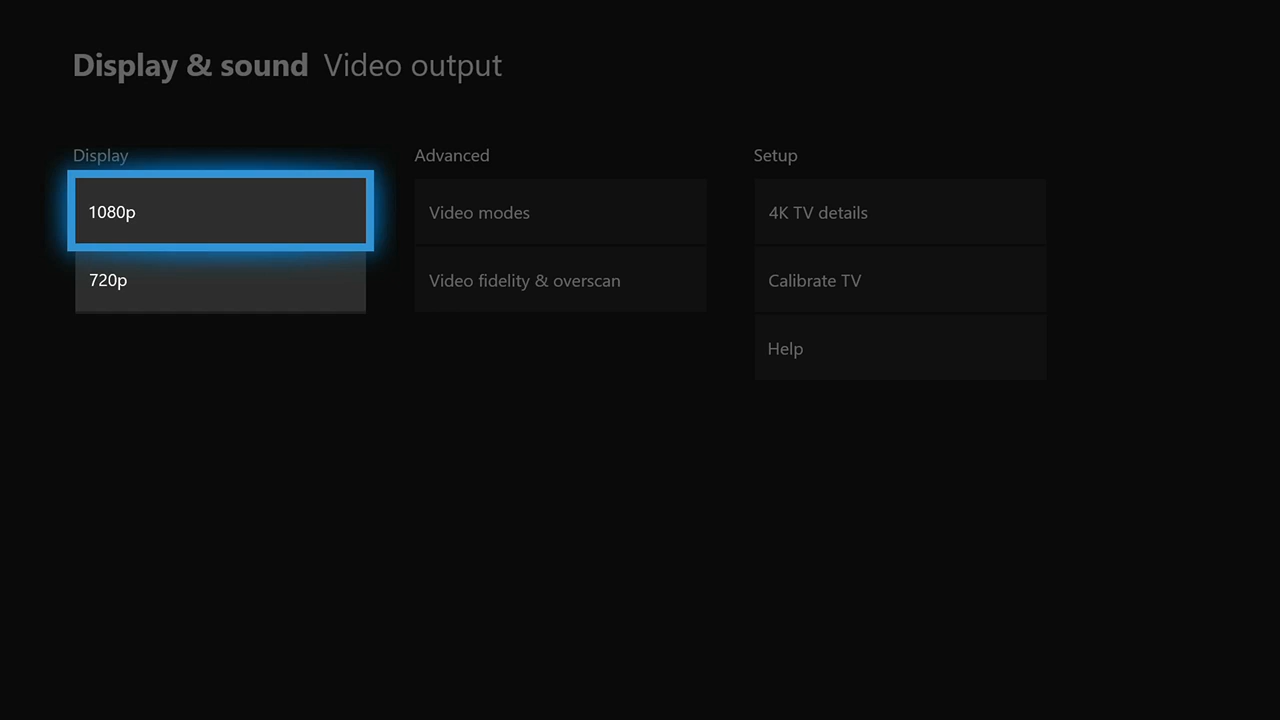 Display & sound Video output
Display
1080p
720p
Advanced
Video modes
Video fidelity & overscan
Setup
4K TV details
Calibrate TV
Help